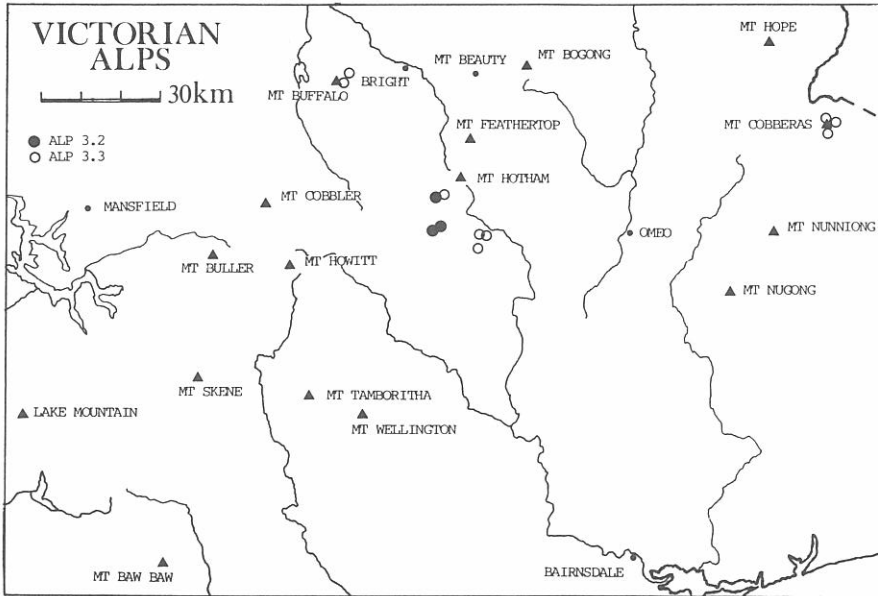 VICTORIAN
ALPS
30km
ALP 3.2
ALP 3.3
MT HOPE
MT BEAUTY
MT BOGONG
BRIGHT
MT BUFFALO
MT FEATHERTOP
MT COBBERAS
MT HOTHAM
MANSFIELD
MT COBBLER
OMEO
MT NUNNIONG
MT BULLER
MT HOWITT
MT NUGONG
MT SKENE
MT TAMBORITHA
LAKE MOUNTAIN
MT WELLINGTON
MT BAW BAW
BAIRNSDALE